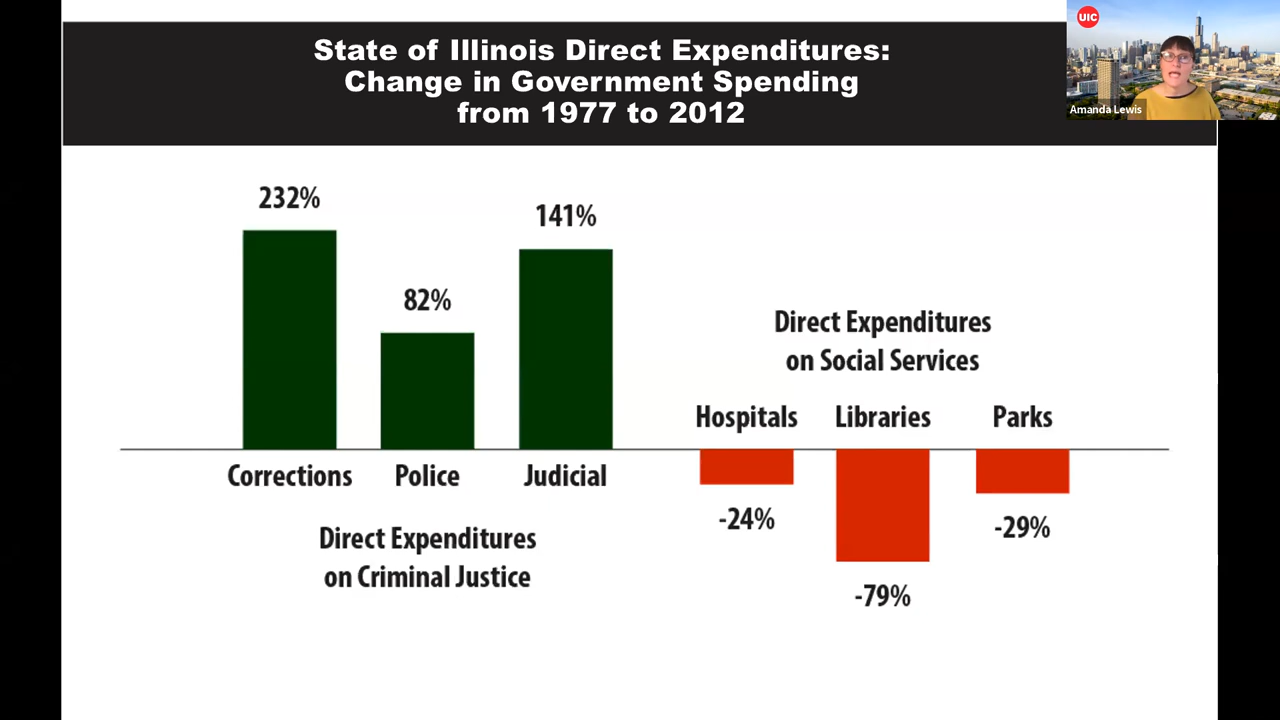 State of Illinois Direct Expenditures:
Change in Government Spending
from 1977 to 2012
UIC
Amanda Lewis
232%
82%
141%
Corrections
Police
Judicial
Direct Expenditures
on Criminal Justice
Direct Expenditures
on Social Services
Hospitals
Libraries
Parks
-24%
-79%
-29%